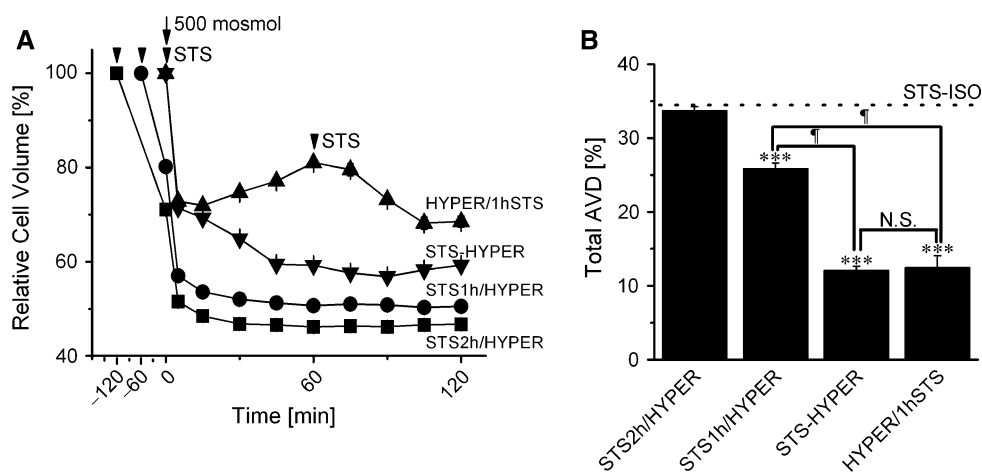 A
500 mosmol
STS
Relative Cell Volume [%]
100
80
60
40
STS
HYPER/1hSTS
STS-HYPER
STS1h/HYPER
STS2h/HYPER
−120
−60
0
60
120
Time [min]
B
Total AVD [%]
40
30
20
10
0
STS-ISO
¶
¶
N.S.
***
***
***
STS2h/HYPER
STS1h/HYPER
STS-HYPER
HYPER/1hSTS